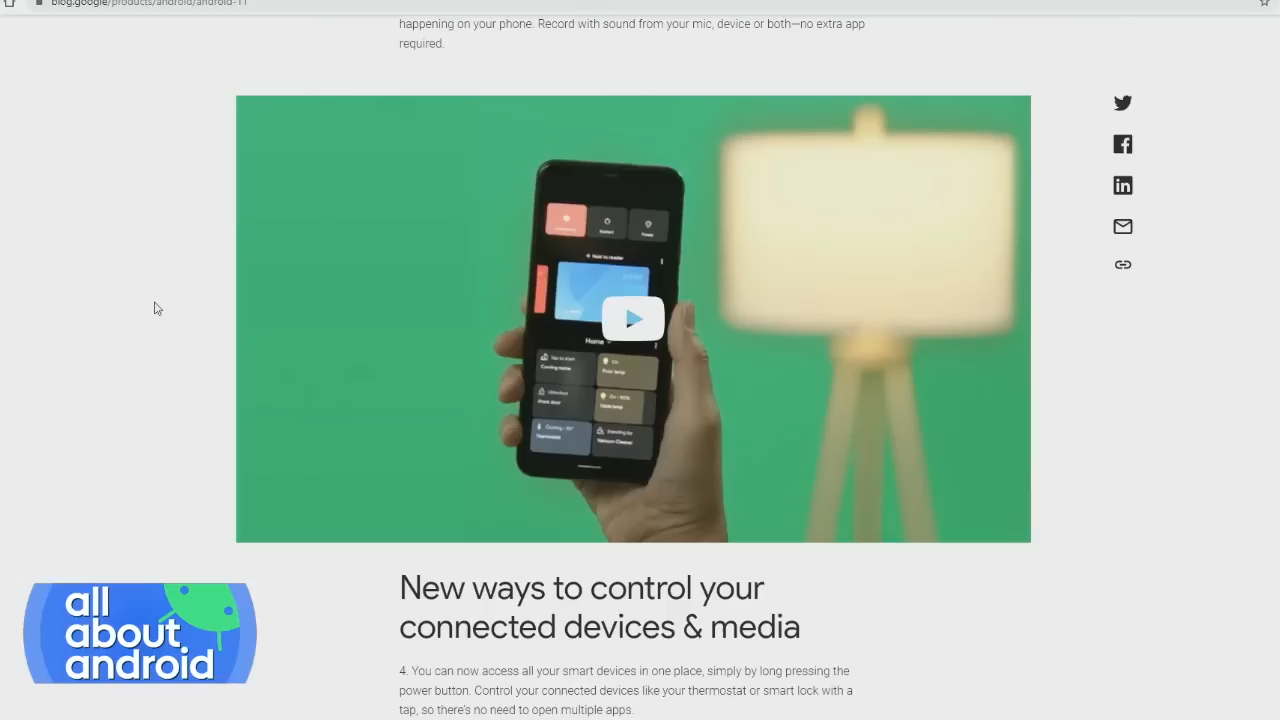 blog.google/products/android/android-11
happening on your phone. Record with sound from your mic, device or both—no extra app
required.
Hold to reader
Home
New ways to control your
connected devices & media
4. You can now access all your smart devices in one place, simply by long pressing the
power button. Control your connected devices like your thermostat or smart lock with a
tap, so there's no need to open multiple apps.
all
about
android